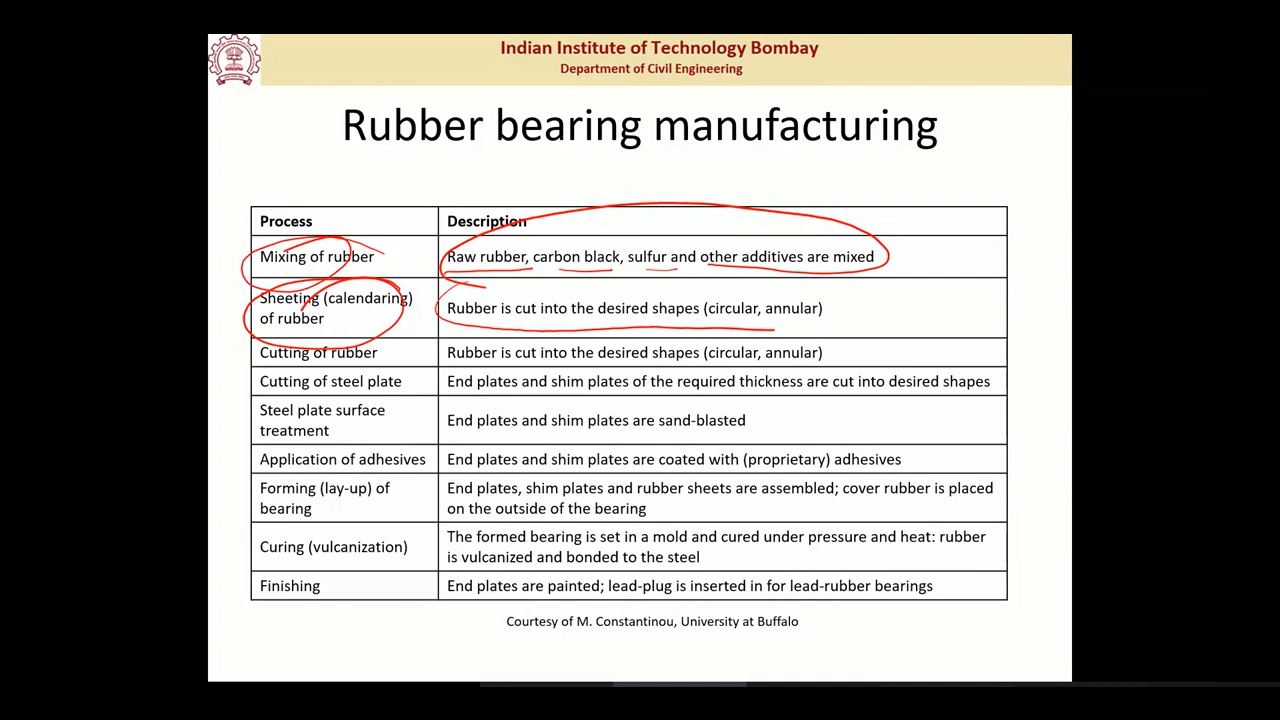 Indian Institute of Technology Bombay
Department of Civil Engineering
Rubber bearing manufacturing
Process Description
Mixing of rubber Raw rubber, carbon black, sulfur and other additives are mixed
Sheeting (calendaring)
of rubber
Rubber is cut into the desired shapes (circular, annular)
Cutting of rubber Rubber is cut into the desired shapes (circular, annular)
Cutting of steel plate End plates and shim plates of the required thickness are cut into desired shapes
Steel plate surface
treatment
End plates and shim plates are sand-blasted
Application of adhesives End plates and shim plates are coated with (proprietary) adhesives
Forming (lay-up) of
bearing
End plates, shim plates and rubber sheets are assembled; cover rubber is placed
on the outside of the bearing
Curing (vulcanization)
The formed bearing is set in a mold and cured under pressure and heat: rubber
is vulcanized and bonded to the steel
Finishing End plates are painted; lead-plug is inserted in for lead-rubber bearings
Courtesy of M. Constantinou, University at Buffalo